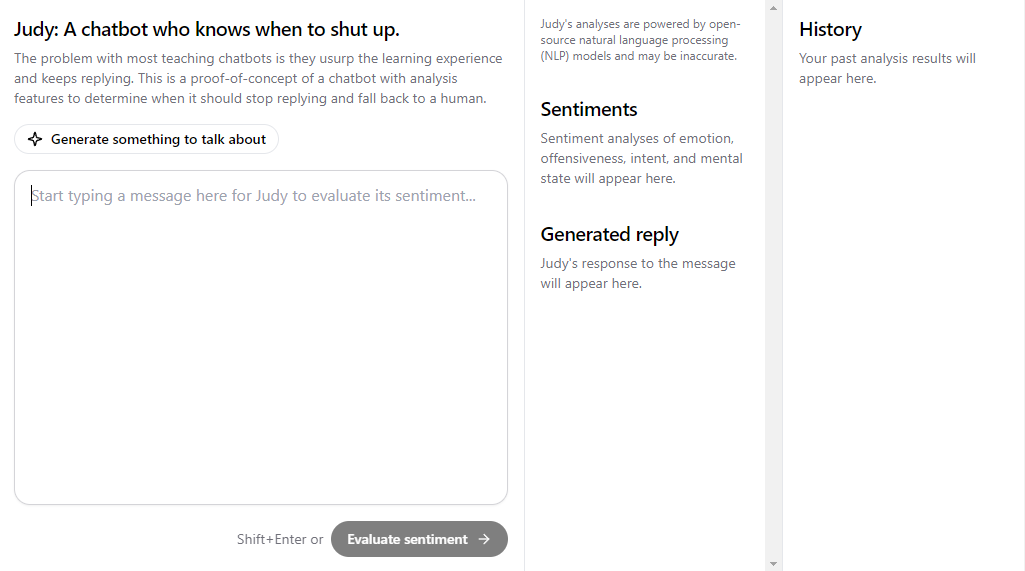 Judy: A chatbot who knows when to shut up.
The problem with most teaching chatbots is they usurp the learning experience
and keeps replying. This is a proof-of-concept of a chatbot with analysis
features to determine when it should stop replying and fall back to a human.
Generate something to talk about
Start typing a message here for Judy to evaluate its sentiment...
Shift+Enter or
Evaluate sentiment
Judy's analyses are powered by open-
source natural language processing
(NLP) models and may be inaccurate.
Sentiments
Sentiment analyses of emotion,
offensiveness, intent, and mental
state will appear here.
Generated reply
Judy's response to the message
will appear here.
History
Your past analysis results will
appear here.